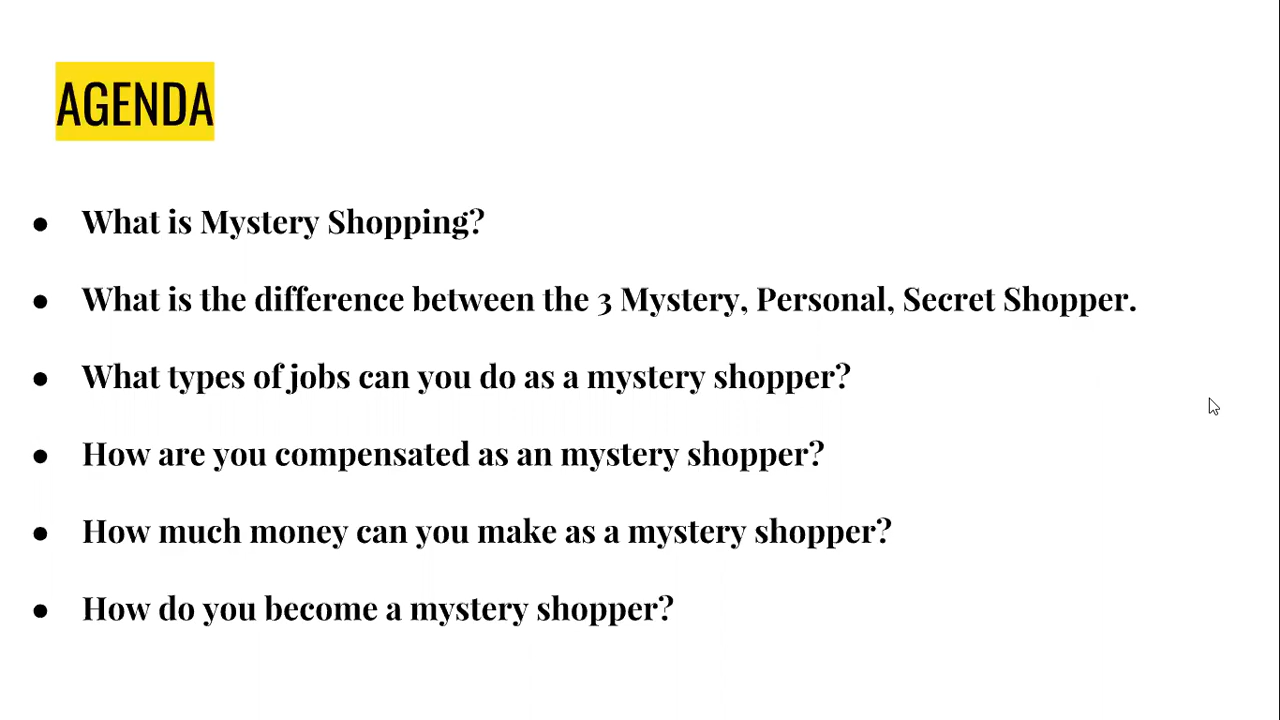 AGENDA
● What is Mystery Shopping?
● What is the difference between the 3 Mystery, Personal, Secret Shopper.
● What types of jobs can you do as a mystery shopper?
● How are you compensated as an mystery shopper?
● How much money can you make as a mystery shopper?
● How do you become a mystery shopper?